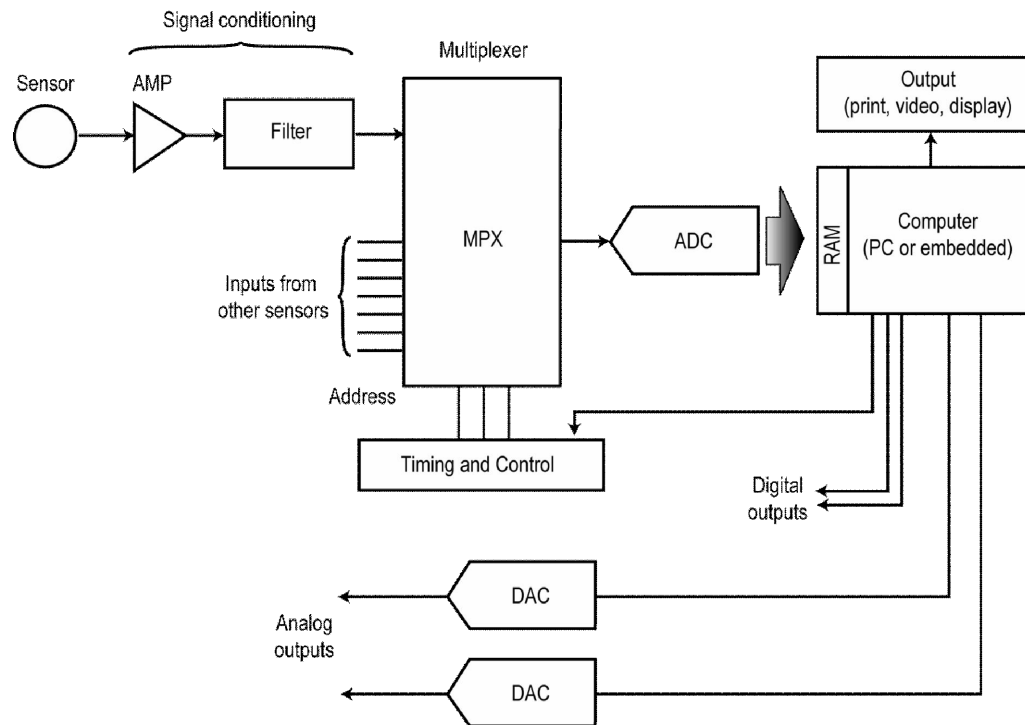 Signal conditioning
Multiplexer
Sensor
AMP
Filter
Output
(print, video, display)
MPX
ADC
RAM
Computer
(PC or embedded)
Inputs from
other sensors
Address
Timing and Control
Digital
outputs
DAC
Analog
outputs
DAC